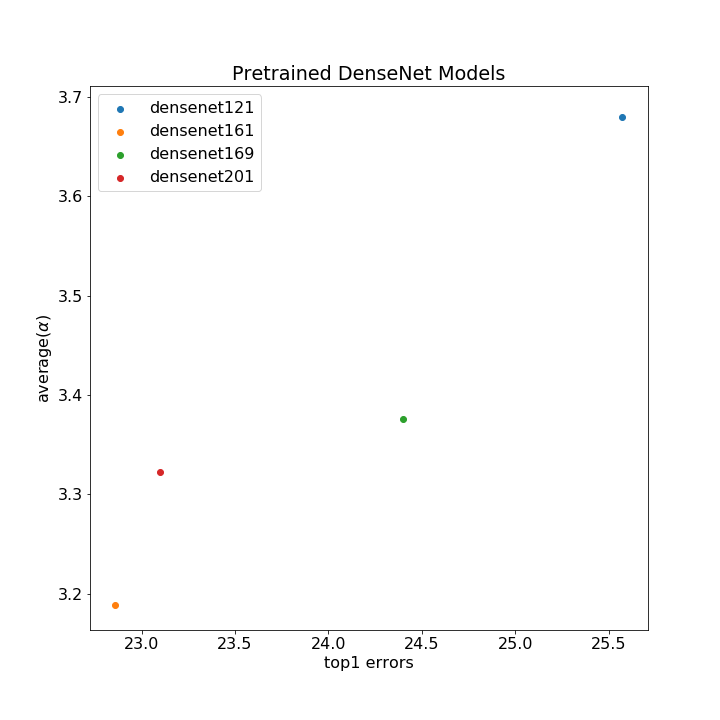 Pretrained DenseNet Models
densenet121
densenet161
densenet169
densenet201
average(α)
3.7
3.6
3.5
3.4
3.3
3.2
23.0 23.5 24.0 24.5 25.0 25.5
top1 errors